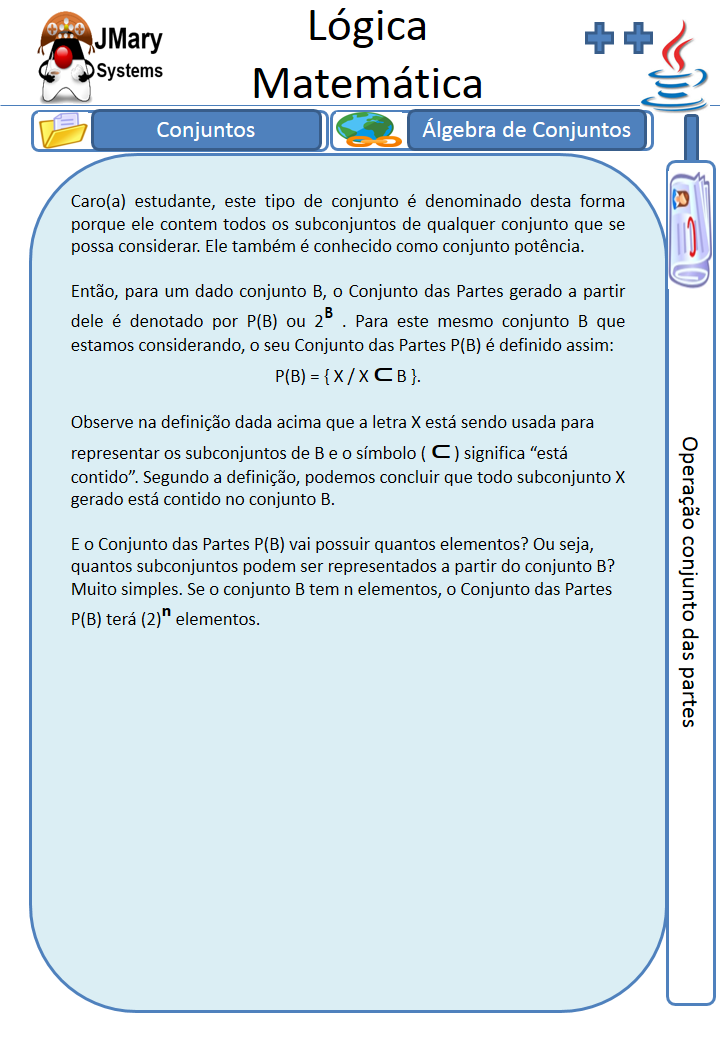 JMary
Systems
Lógica
Matemática
Conjuntos
Álgebra de Conjuntos
Caro(a) estudante, este tipo de conjunto é denominado desta forma
porque ele contem todos os subconjuntos de qualquer conjunto que se
possa considerar. Ele também é conhecido como conjunto potência.
Então, para um dado conjunto B, o Conjunto das Partes gerado a partir
dele é denotado por P(B) ou 2ᴮ . Para este mesmo conjunto B que
estamos considerando, o seu Conjunto das Partes P(B) é definido assim:
P(B) = { X / X ⊂ B }.
Observe na definição dada acima que a letra X está sendo usada para
representar os subconjuntos de B e o símbolo ( ⊂ ) significa “está
contido”. Segundo a definição, podemos concluir que todo subconjunto X
gerado está contido no conjunto B.
E o Conjunto das Partes P(B) vai possuir quantos elementos? Ou seja,
quantos subconjuntos podem ser representados a partir do conjunto B?
Muito simples. Se o conjunto B tem n elementos, o Conjunto das Partes
P(B) terá (2)ⁿ elementos.
Operação conjunto das partes